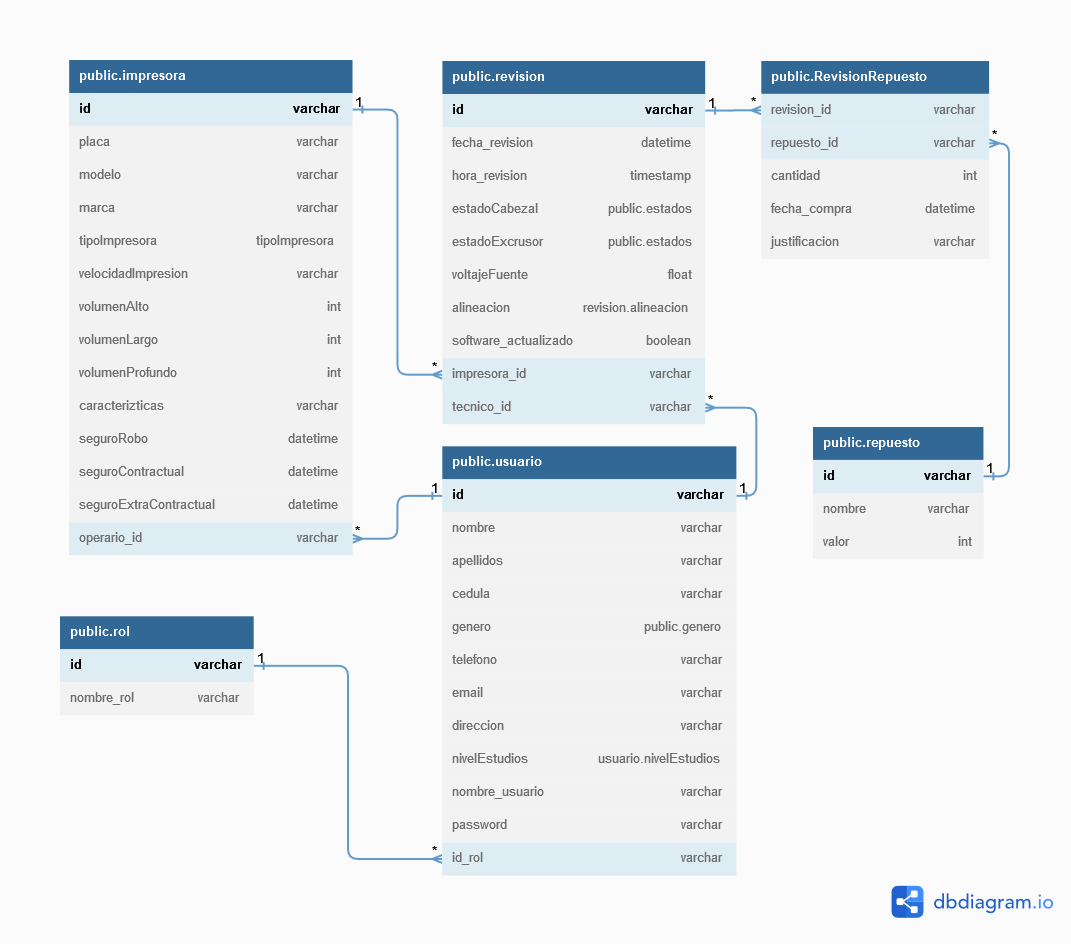 public.impresora
id varchar
placa varchar
modelo varchar
marca varchar
tipoImpresora tipoImpresora
velocidadImpresion varchar
volumenAlto int
volumenLargo int
volumenProfundo int
caracterizticas varchar
seguroRobo datetime
seguroContractual datetime
seguroExtraContractual datetime
operario_id varchar
1
*
public.revision
id varchar
fecha_revision datetime
hora_revision timestamp
estadoCabezal public.estados
estadoExcrusor public.estados
voltajeFuente float
alineacion revision.alineacion
software_actualizado boolean
impresora_id varchar
tecnico_id varchar
1
*
*
public.RevisionRepuesto
revision_id varchar
repuesto_id varchar
cantidad int
fecha_compra datetime
justificacion varchar
*
*
public.repuesto
id varchar
nombre varchar
valor int
1
public.usuario
id varchar
nombre varchar
apellidos varchar
cedula varchar
genero public.genero
telefono varchar
email varchar
direccion varchar
nivelEstudios usuario.nivelEstudios
nombre_usuario varchar
password varchar
id_rol varchar
1
1
*
public.rol
id varchar
nombre_rol varchar
1
dbdiagram.io